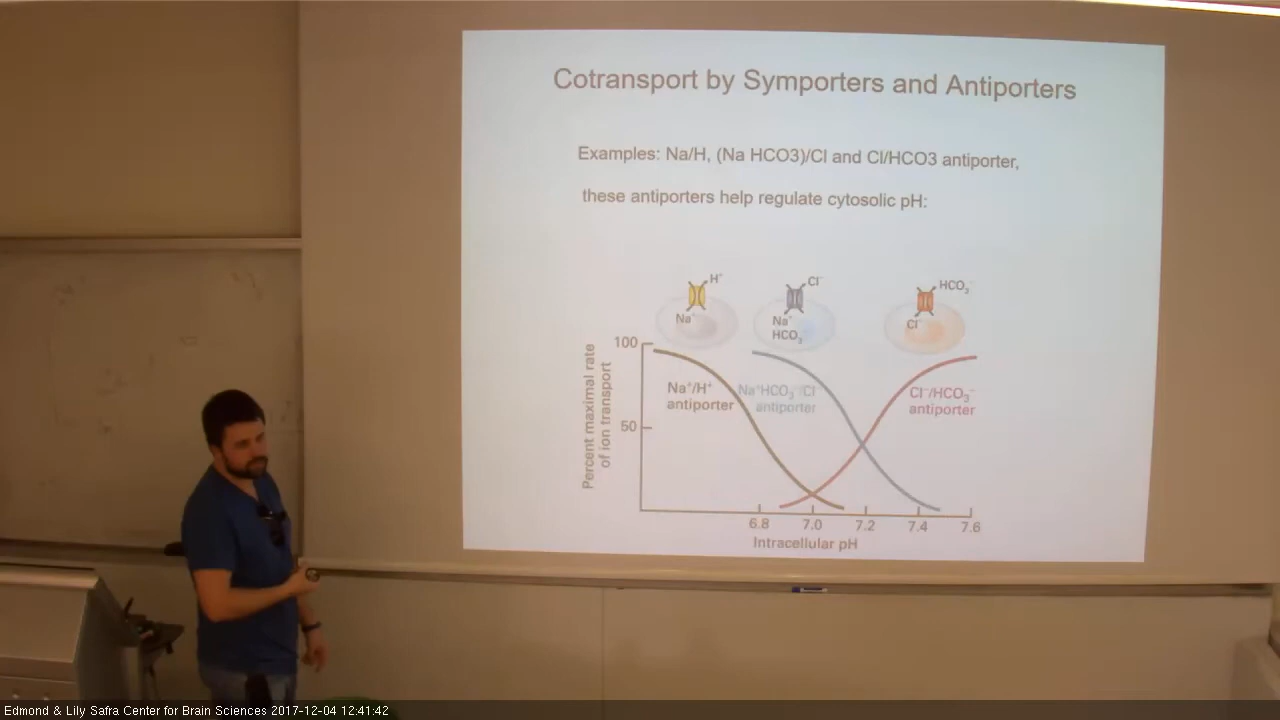 Cotransport by Symporters and Antiporters
Examples: Na/H, (Na HCO3)/Cl and Cl/HCO3 antiporter,
these antiporters help regulate cytosolic pH:
H⁺
Na⁺
Cl⁻
Na⁺
HCO₃⁻
HCO₃⁻
Cl⁻
Percent maximal rate
of ion transport
100
50
Na⁺/H⁺
antiporter
Na⁺HCO₃⁻/Cl⁻
antiporter
Cl⁻/HCO₃⁻
antiporter
6.8 7.0 7.2 7.4 7.6
Intracellular pH
Edmond & Lily Safra Center for Brain Sciences 2017-12-04 12:41:42